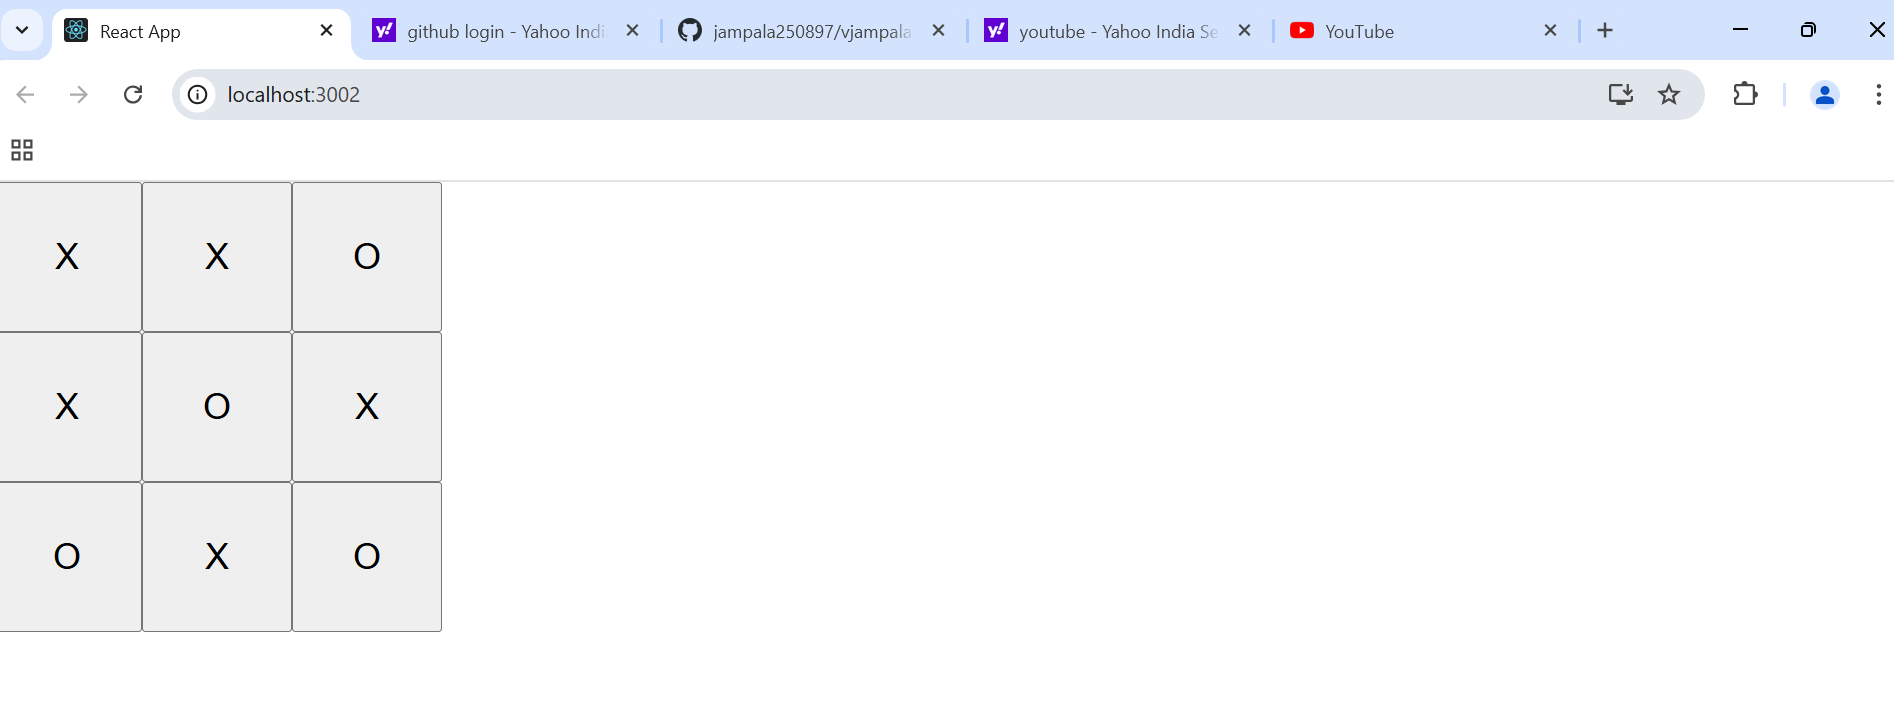 React App
github login - Yahoo Indi
jampala250897/vjampala
youtube - Yahoo India Se
YouTube
localhost:3002
X X O
X O X
O X O